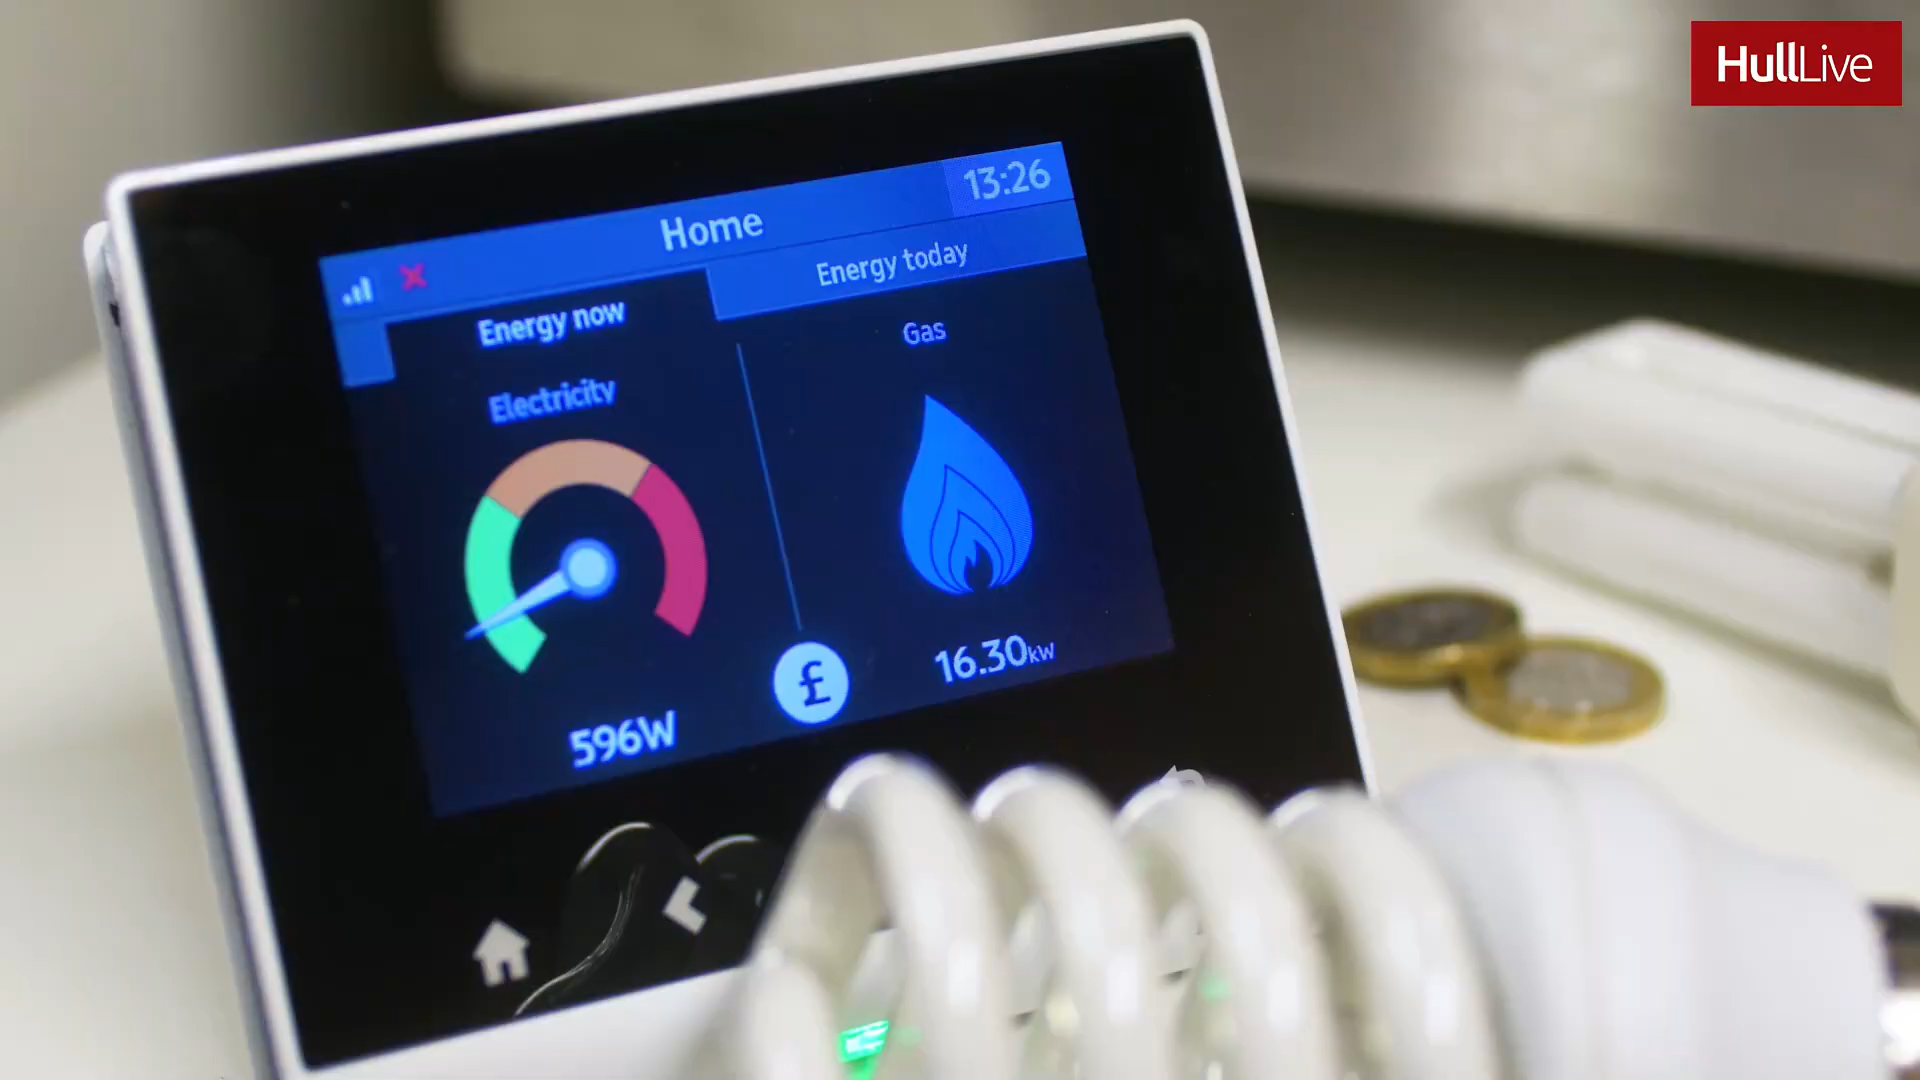 HullLive
13:26
Home
Energy now
Energy today
Electricity
Gas
596W
£
16.30kW